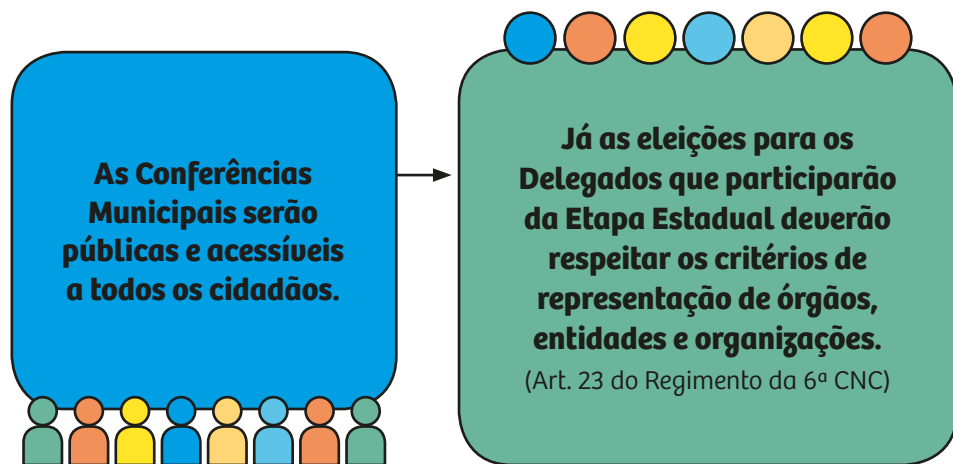 As Conferências
Municipais serão
públicas e acessíveis
a todos os cidadãos.
Já as eleições para os
Delegados que participarão
da Etapa Estadual deverão
respeitar os critérios de
representação de órgãos,
entidades e organizações.
(Art. 23 do Regimento da 6ª CNC)